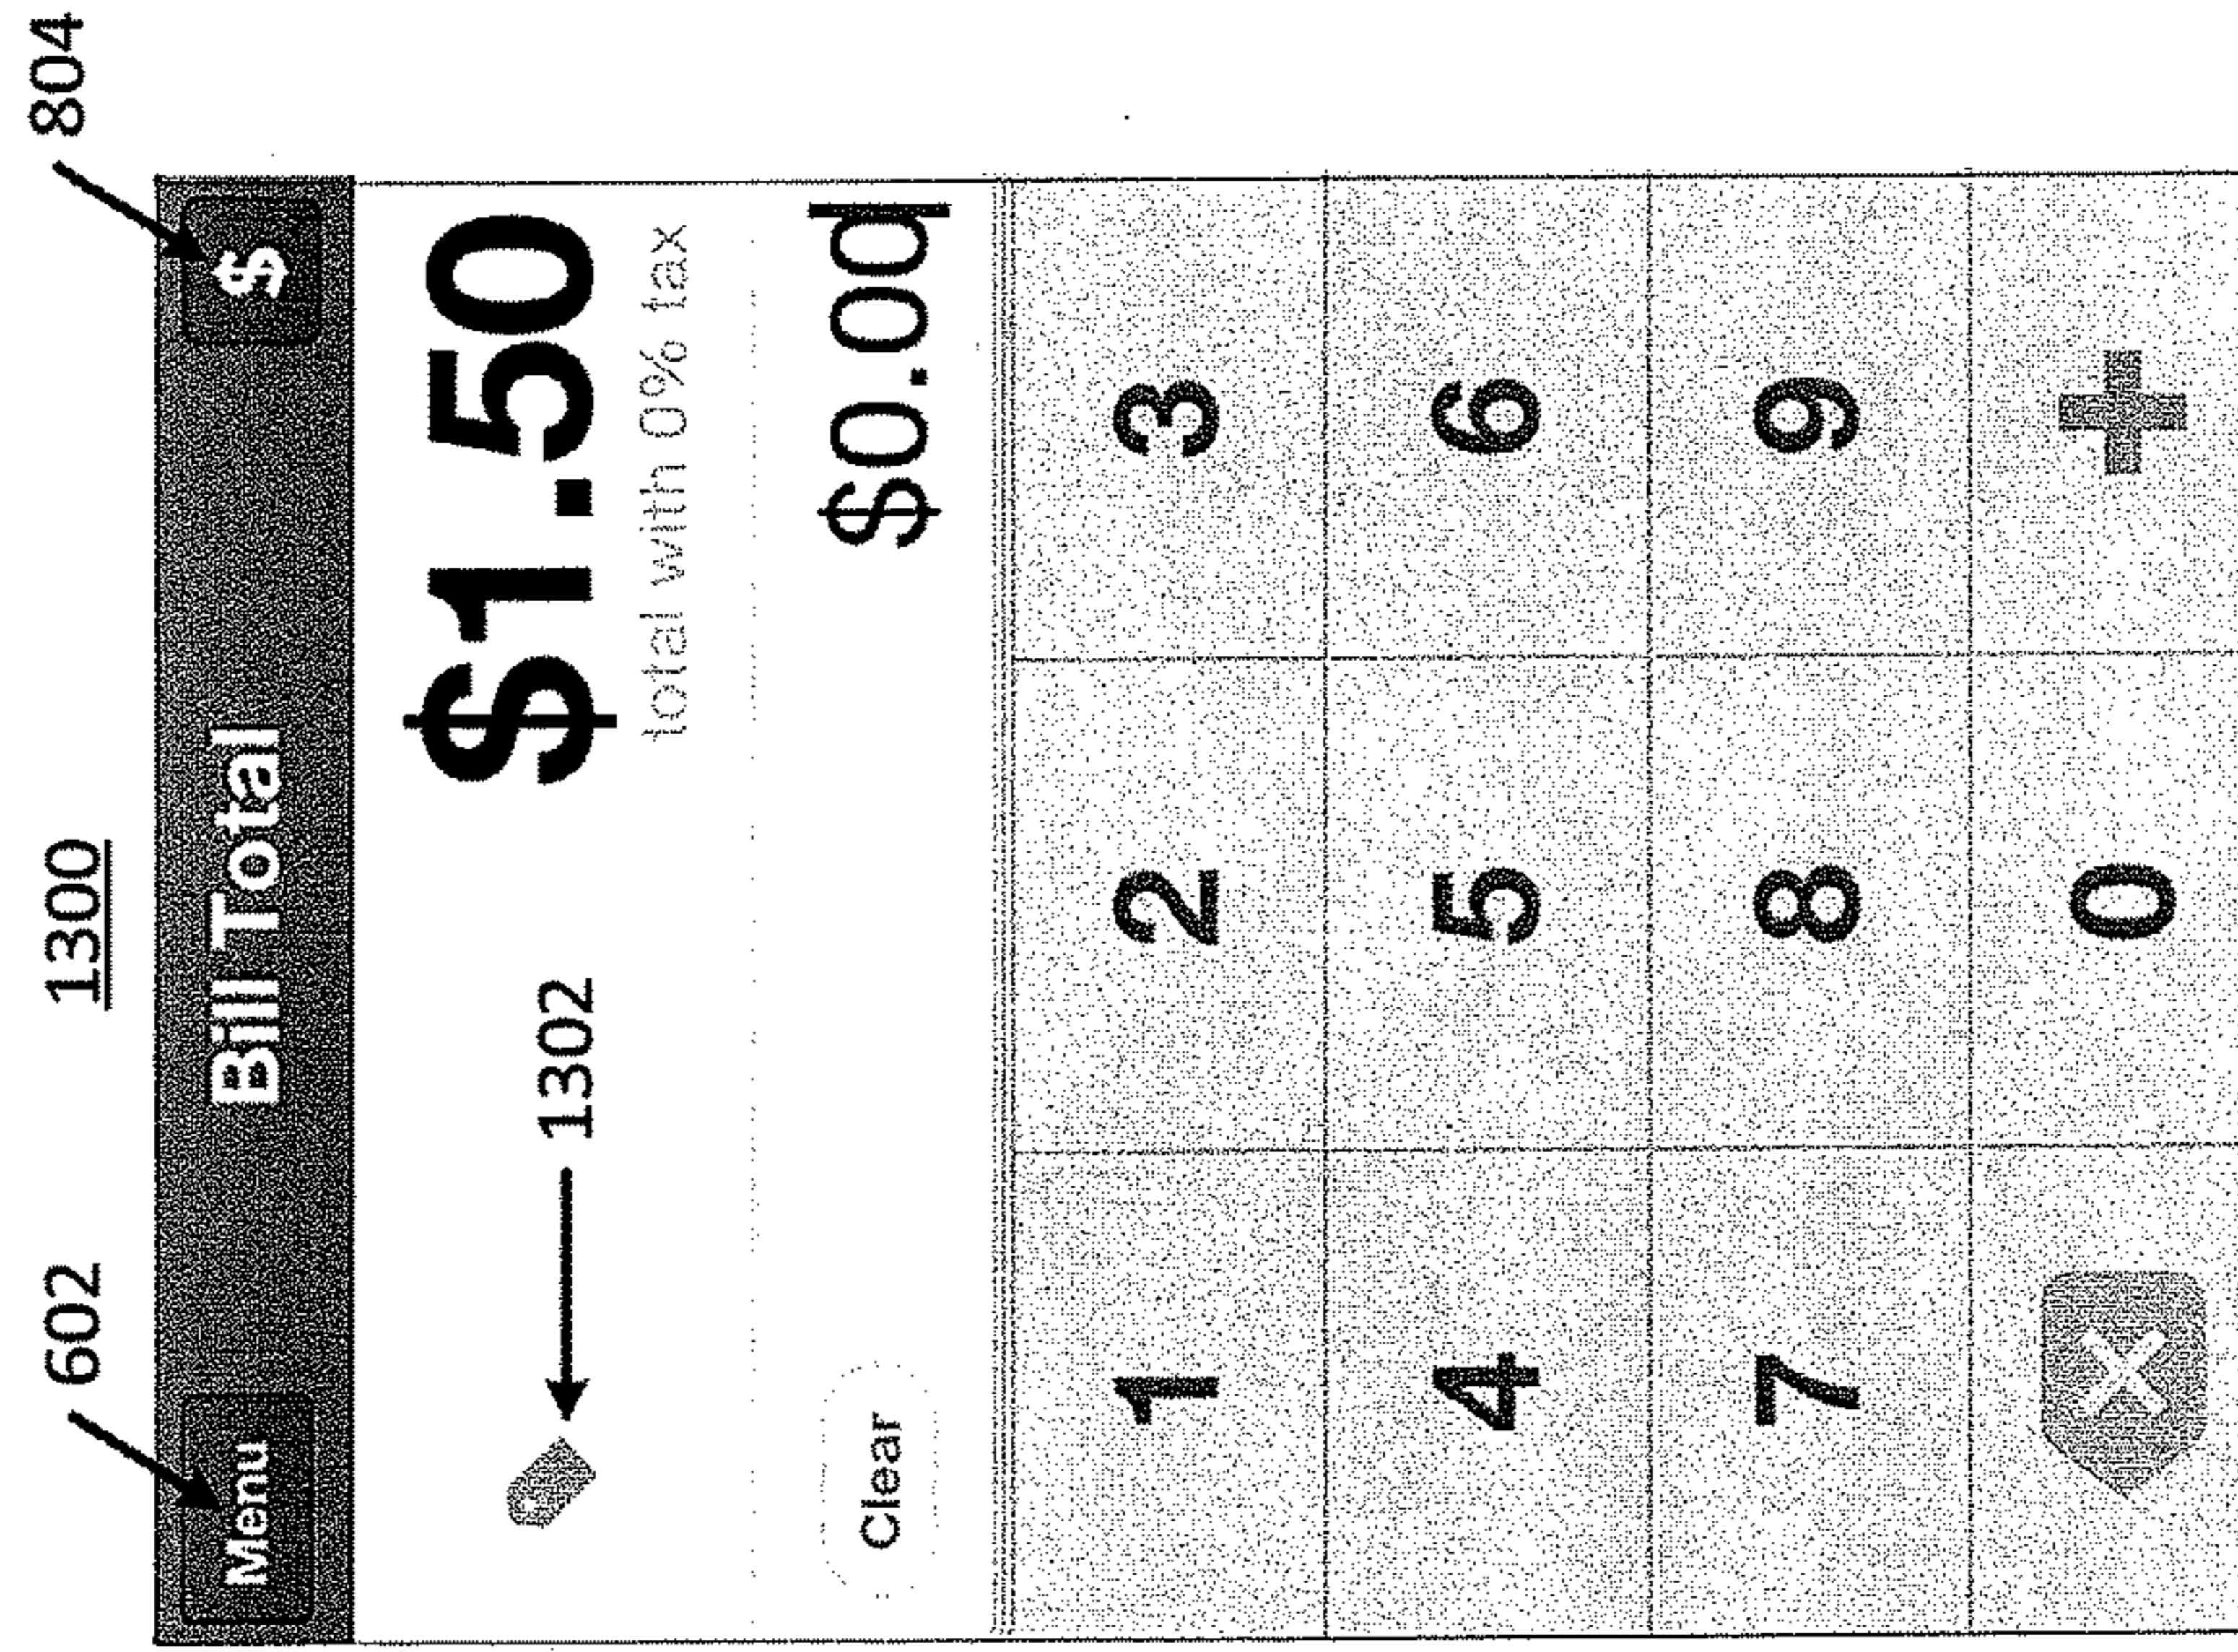 602 1300 804
Menu Bill Total $
1302 $1.50
total with 0% tax
Clear $0.00
1 2 3
4 5 6
7 8 9
0 +